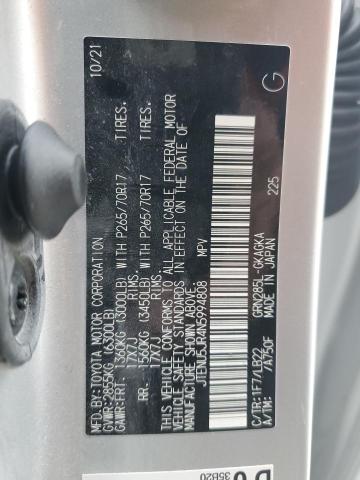 MFD.BY:TOYOTA MOTOR CORPORATION 10/21
GVWR:2855KG (6300LB)
GAWR:FRT. 1360KG (3000LB) WITH P265/70R17 TIRES.
17X7J RIMS.
RR. 1560KG (3450LB) WITH P265/70R17 TIRES.
17X7J RIMS.
THIS VEHICLE CONFORMS TO ALL APPLICABLE FEDERAL MOTOR
VEHICLE SAFETY STANDARDS IN EFFECT ON THE DATE OF
MANUFACTURE SHOWN ABOVE.
JTENU5JR4N5994808 MPV
C/TR:1F7/LB22 GRN285L-GKAGKA
/A750F MADE IN JAPAN
225
G
35B20